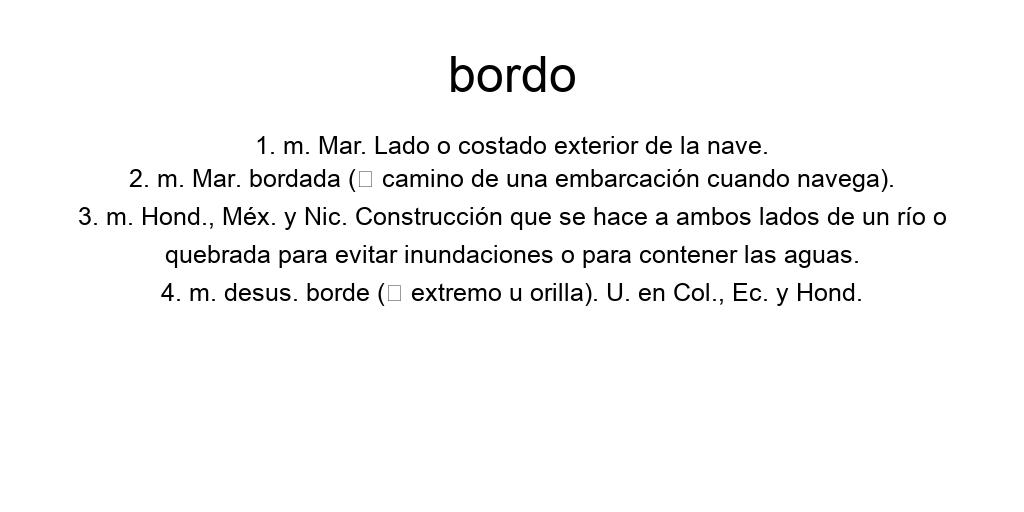 bordo
1. m. Mar. Lado o costado exterior de la nave.
2. m. Mar. bordada (□ camino de una embarcación cuando navega).
3. m. Hond., Méx. y Nic. Construcción que se hace a ambos lados de un río o
quebrada para evitar inundaciones o para contener las aguas.
4. m. desus. borde (□ extremo u orilla). U. en Col., Ec. y Hond.